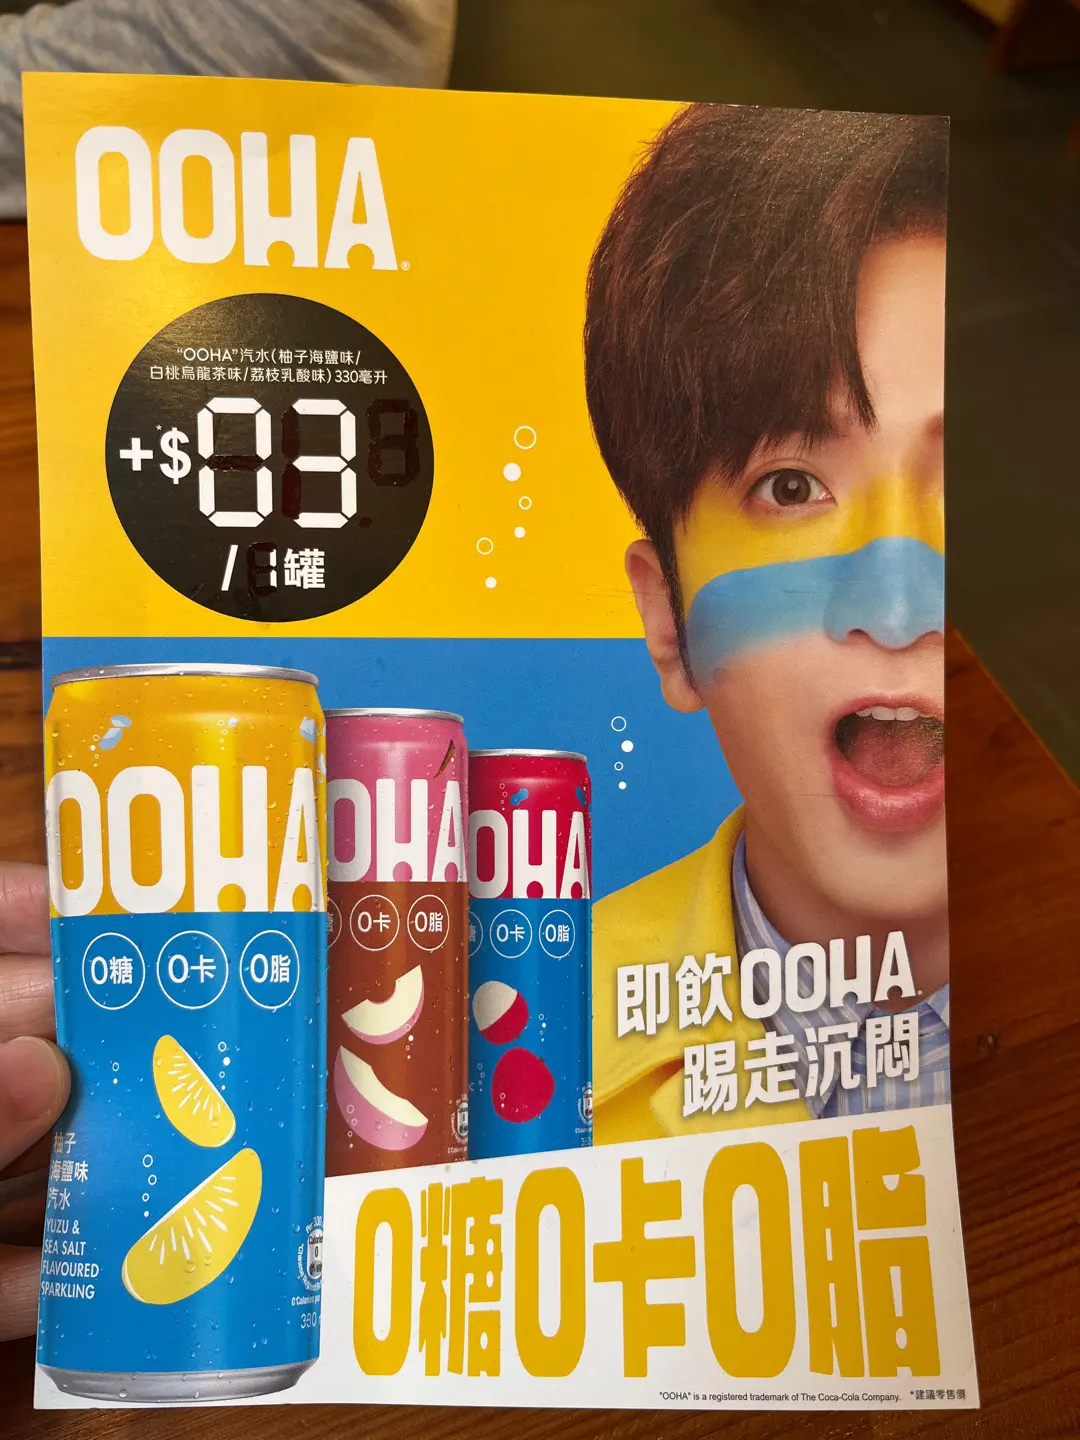 OOHA®
“OOHA”汽水(柚子海鹽味/
白桃烏龍茶味/荔枝乳酸味)330毫升
+*$03
/1罐
OOHA
0糖 0卡 0脂
柚子
海鹽味
汽水
YUZU &
SEA SALT
FLAVOURED
SPARKLING
Calories
0
OOHA
0卡 0脂
OOHA
0卡 0脂
即飲OOHA
踢走沉悶
0糖0卡0脂
"OOHA" is a registered trademark of The Coca-Cola Company. *建議零售價